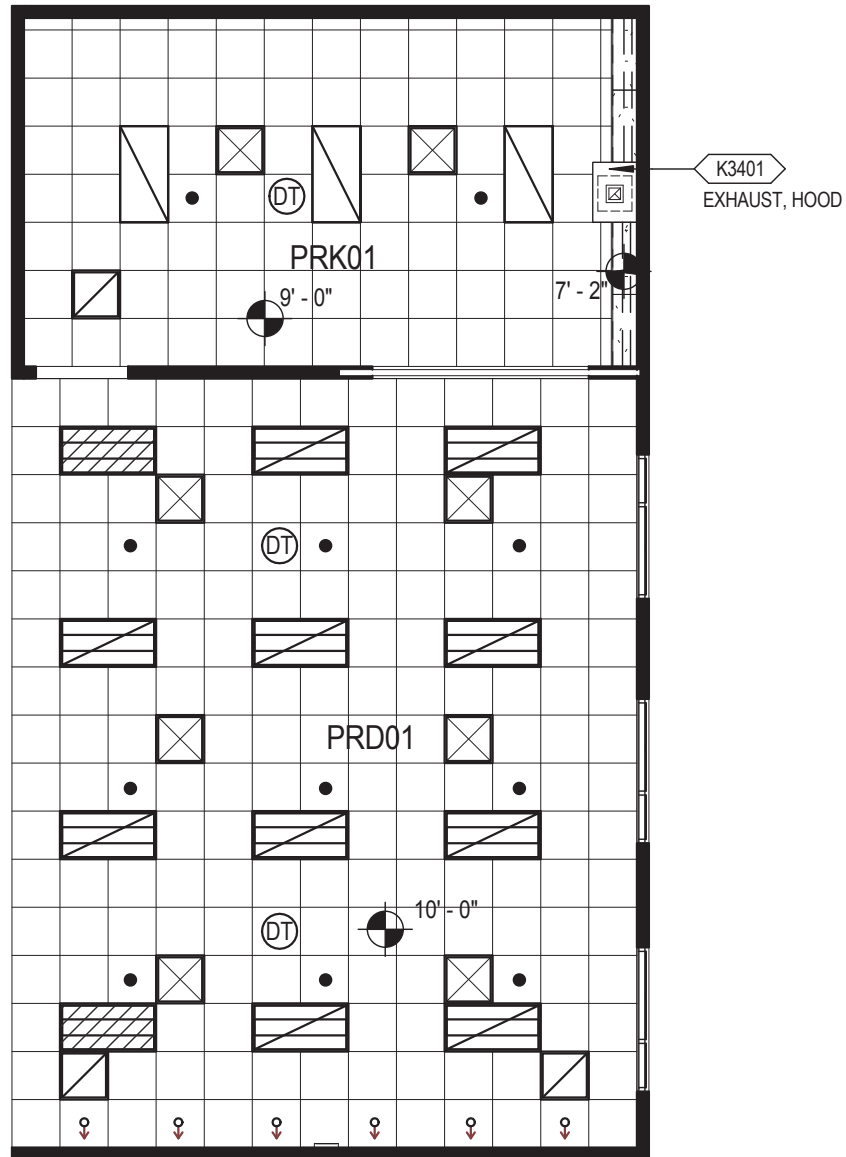 K3401
EXHAUST, HOOD
DT
PRK01
9' - 0"
7' - 2"
DT
PRD01
10' - 0"
DT